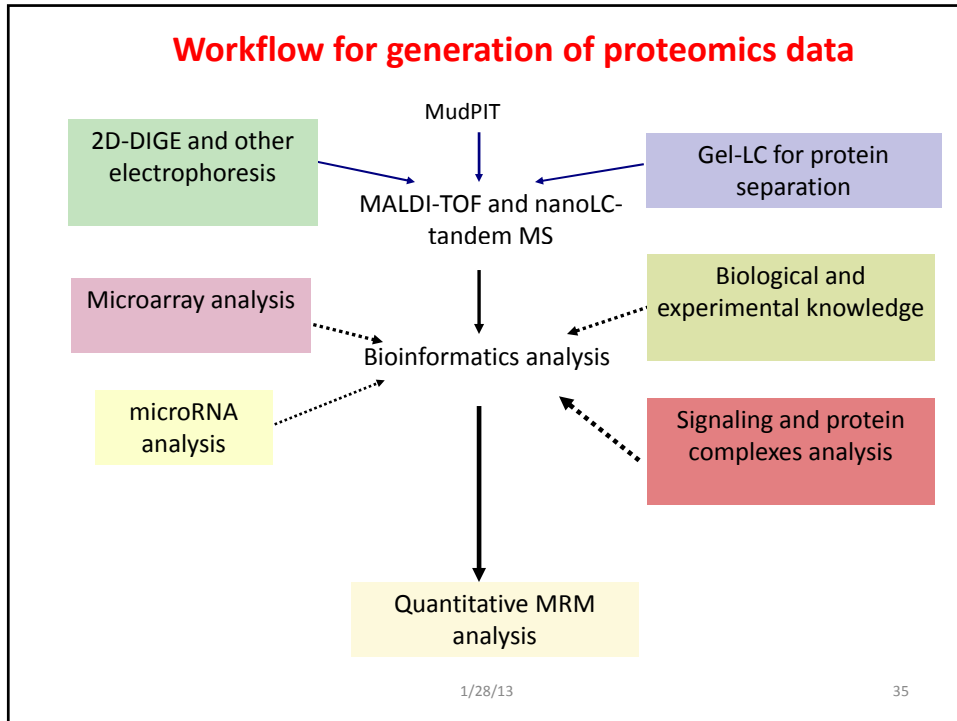 Workflow for generation of proteomics data
MudPIT
2D-DIGE and other
electrophoresis
Gel-LC for protein
separation
MALDI-TOF and nanoLC-
tandem MS
Microarray analysis
Biological and
experimental knowledge
Bioinformatics analysis
microRNA
analysis
Signaling and protein
complexes analysis
Quantitative MRM
analysis
1/28/13
35